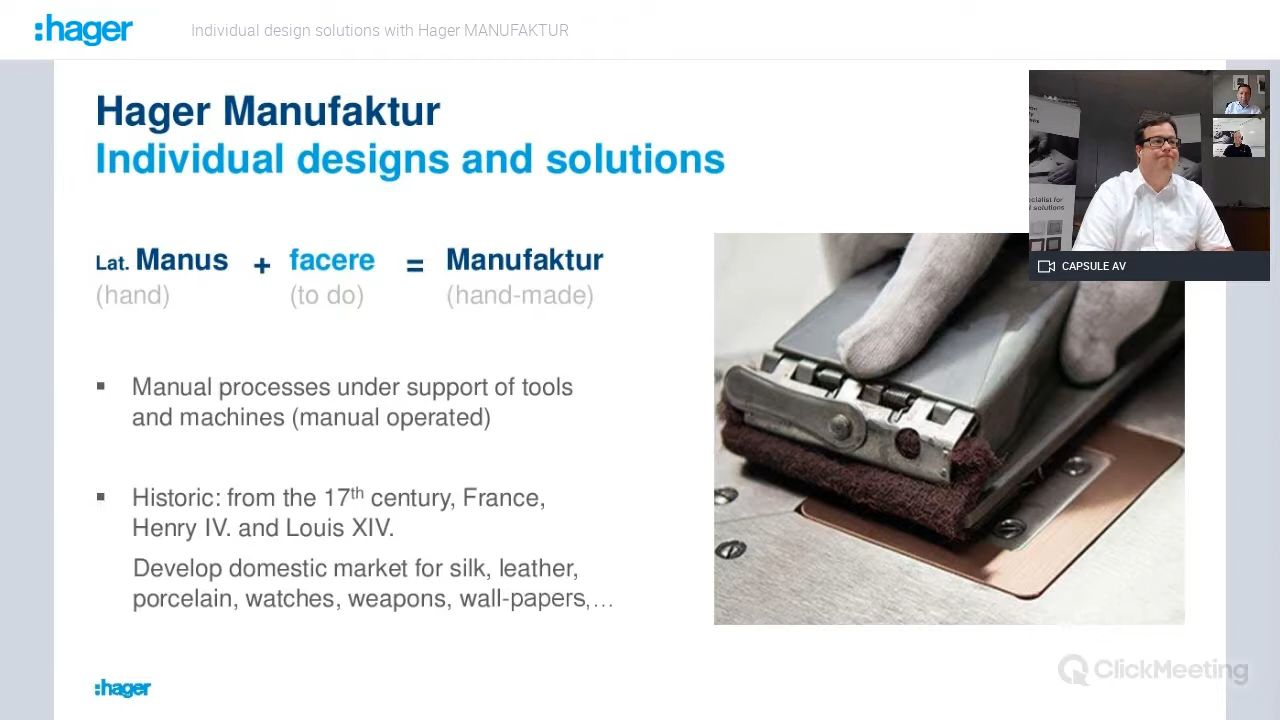 :hager
Individual design solutions with Hager MANUFAKTUR
Hager Manufaktur
Individual designs and solutions
Lat. Manus + facere = Manufaktur
(hand) (to do) (hand-made)
▪ Manual processes under support of tools
and machines (manual operated)
▪ Historic: from the 17th century, France,
Henry IV. and Louis XIV.
Develop domestic market for silk, leather,
porcelain, watches, weapons, wall-papers,…
:hager
CAPSULE AV
ClickMeeting